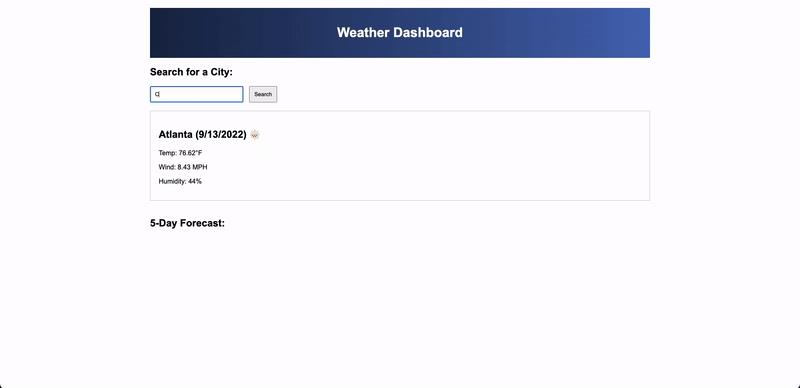 Weather Dashboard
Search for a City:
C
Search
Atlanta (9/13/2022)
Temp: 76.62°F
Wind: 8.43 MPH
Humidity: 44%
5-Day Forecast: